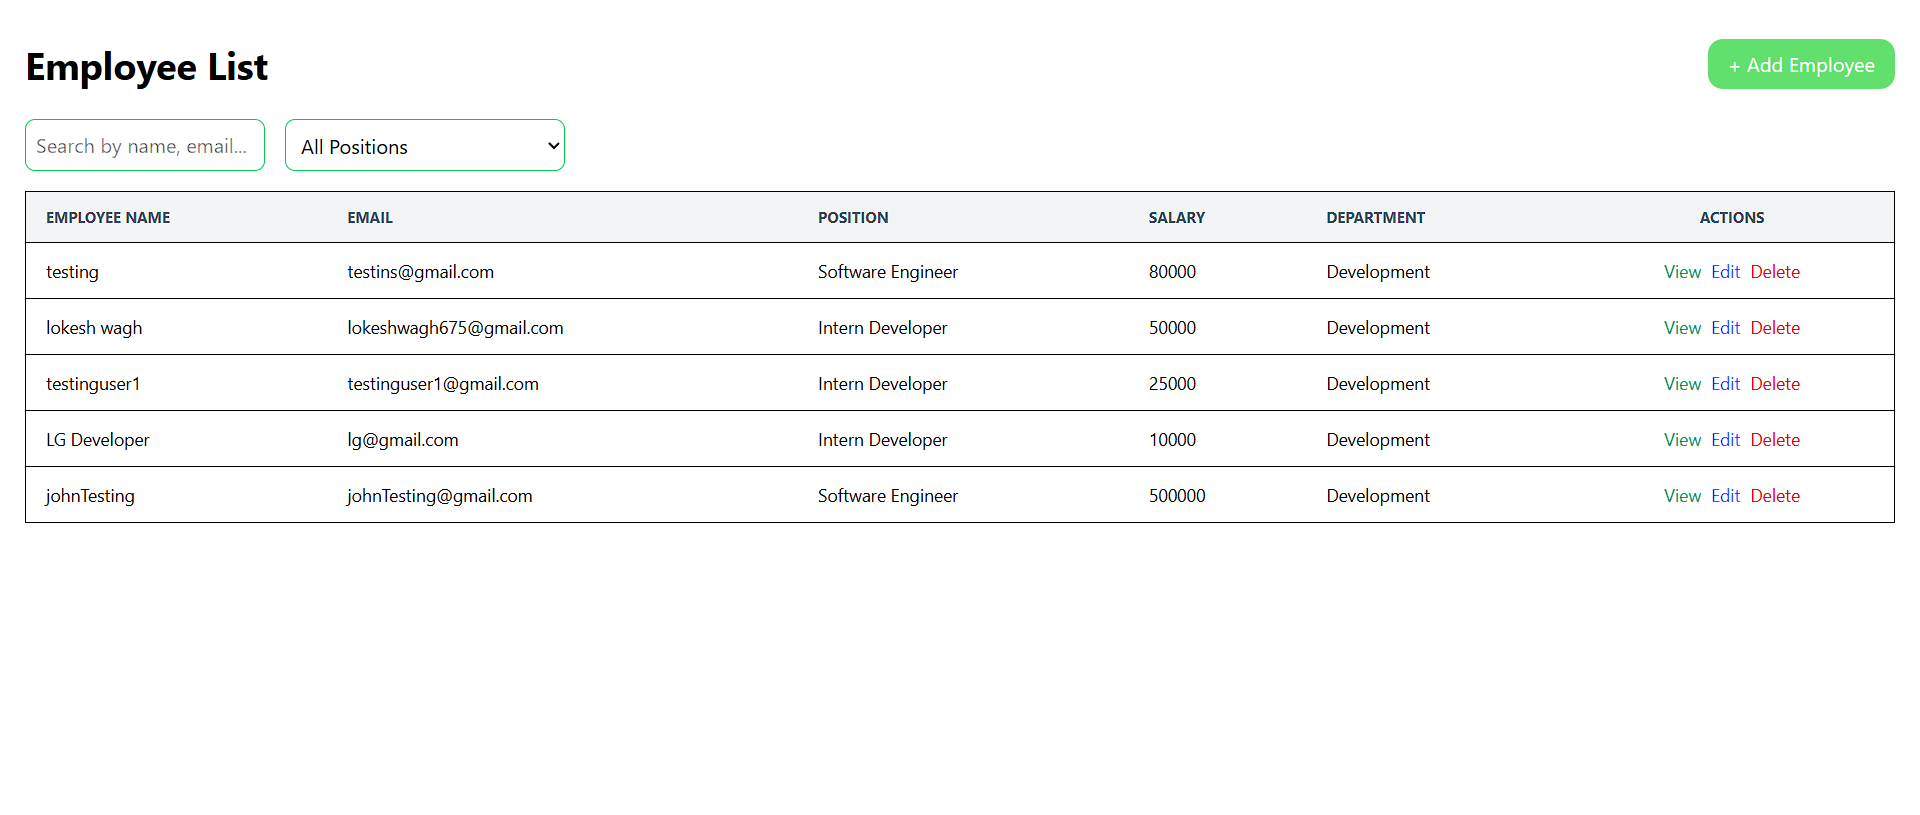 Employee List
+ Add Employee
Search by name, email...
All Positions
EMPLOYEE NAME EMAIL POSITION SALARY DEPARTMENT ACTIONS
testing testins@gmail.com Software Engineer 80000 Development View Edit Delete
lokesh wagh lokeshwagh675@gmail.com Intern Developer 50000 Development View Edit Delete
testinguser1 testinguser1@gmail.com Intern Developer 25000 Development View Edit Delete
LG Developer lg@gmail.com Intern Developer 10000 Development View Edit Delete
johnTesting johnTesting@gmail.com Software Engineer 500000 Development View Edit Delete